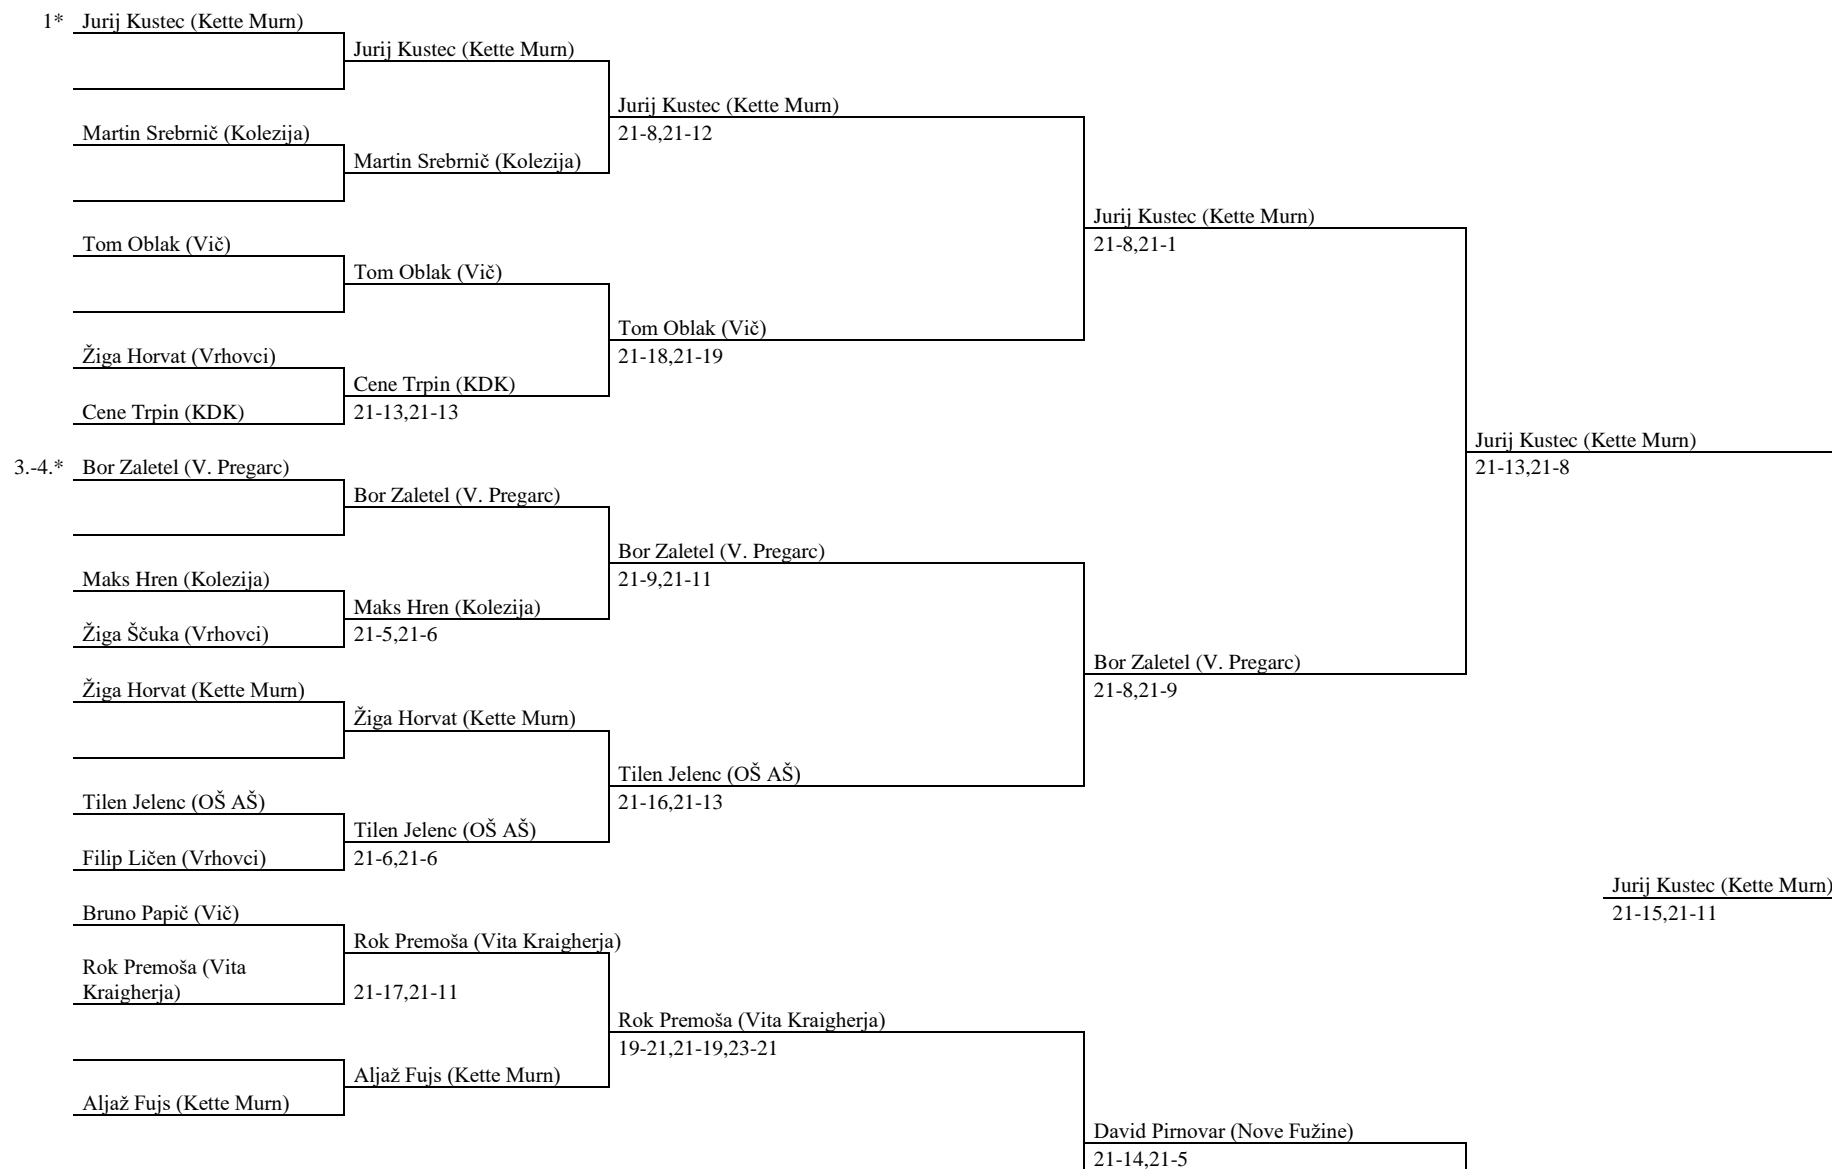 1* Jurij Kustec (Kette Murn)
Jurij Kustec (Kette Murn)
Jurij Kustec (Kette Murn)
Martin Srebrnič (Kolezija)
21-8,21-12
Martin Srebrnič (Kolezija)
Jurij Kustec (Kette Murn)
Tom Oblak (Vič)
21-8,21-1
Tom Oblak (Vič)
Tom Oblak (Vič)
Žiga Horvat (Vrhovci)
21-18,21-19
Cene Trpin (KDK)
Cene Trpin (KDK)
21-13,21-13
Jurij Kustec (Kette Murn)
3.-4.* Bor Zaletel (V. Pregarc)
21-13,21-8
Bor Zaletel (V. Pregarc)
Bor Zaletel (V. Pregarc)
Maks Hren (Kolezija)
21-9,21-11
Maks Hren (Kolezija)
Žiga Ščuka (Vrhovci)
21-5,21-6
Bor Zaletel (V. Pregarc)
Žiga Horvat (Kette Murn)
21-8,21-9
Žiga Horvat (Kette Murn)
Tilen Jelenc (OŠ AŠ)
Tilen Jelenc (OŠ AŠ)
21-16,21-13
Tilen Jelenc (OŠ AŠ)
Filip Ličen (Vrhovci)
21-6,21-6
Jurij Kustec (Kette Murn)
Bruno Papič (Vič)
21-15,21-11
Rok Premoša (Vita Kraigherja)
Rok Premoša (Vita
Kraigherja)
21-17,21-11
Rok Premoša (Vita Kraigherja)
19-21,21-19,23-21
Aljaž Fujs (Kette Murn)
Aljaž Fujs (Kette Murn)
David Pirnovar (Nove Fužine)
21-14,21-5